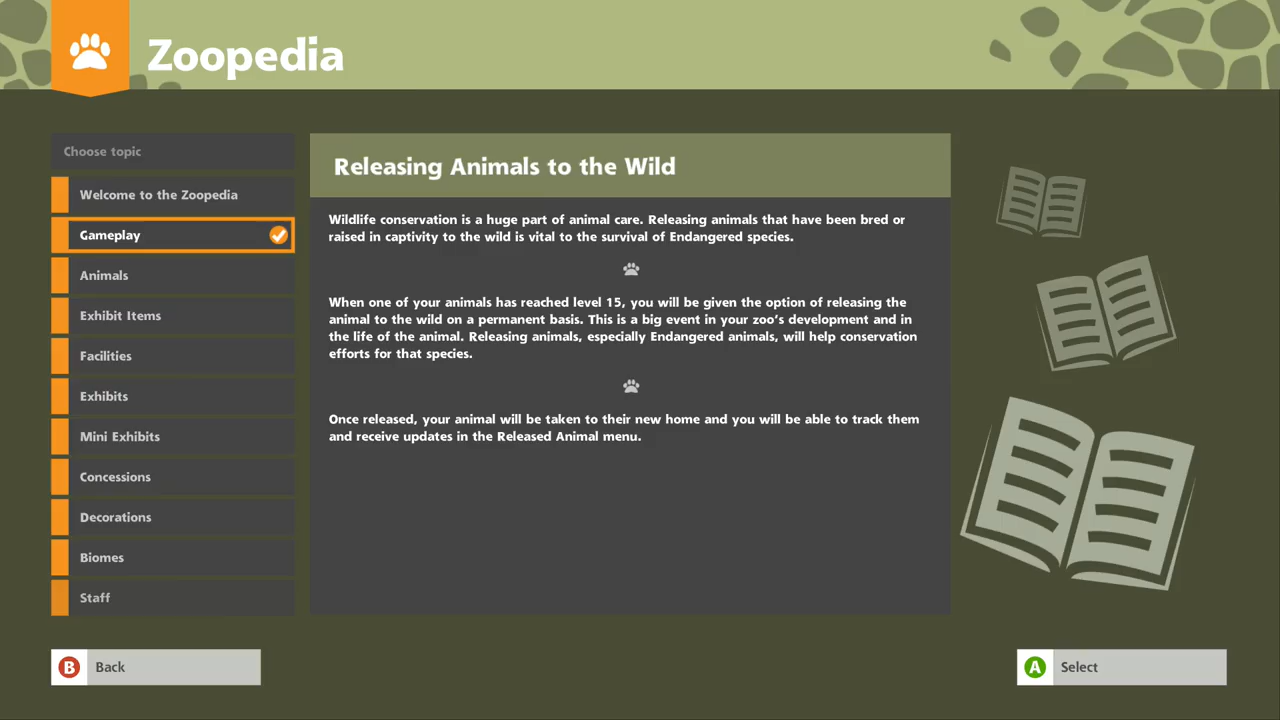 Zoopedia
Choose topic
Welcome to the Zoopedia
Gameplay
Animals
Exhibit Items
Facilities
Exhibits
Mini Exhibits
Concessions
Decorations
Biomes
Staff
Releasing Animals to the Wild
Wildlife conservation is a huge part of animal care. Releasing animals that have been bred or
raised in captivity to the wild is vital to the survival of Endangered species.
When one of your animals has reached level 15, you will be given the option of releasing the
animal to the wild on a permanent basis. This is a big event in your zoo's development and in
the life of the animal. Releasing animals, especially Endangered animals, will help conservation
efforts for that species.
Once released, your animal will be taken to their new home and you will be able to track them
and receive updates in the Released Animal menu.
B Back
A Select